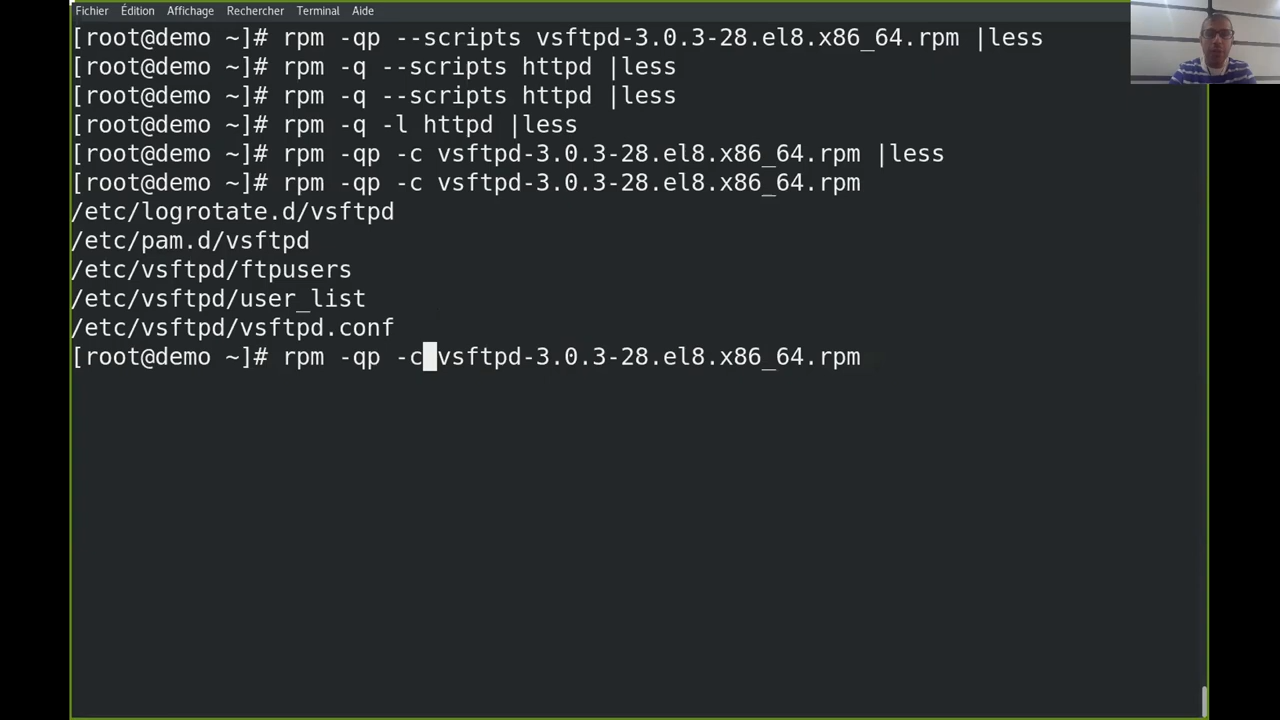 Fichier Édition Affichage Rechercher Terminal Aide
[root@demo ~]# rpm -qp --scripts vsftpd-3.0.3-28.el8.x86_64.rpm |less
[root@demo ~]# rpm -q --scripts httpd |less
[root@demo ~]# rpm -q --scripts httpd |less
[root@demo ~]# rpm -q -l httpd |less
[root@demo ~]# rpm -qp -c vsftpd-3.0.3-28.el8.x86_64.rpm |less
[root@demo ~]# rpm -qp -c vsftpd-3.0.3-28.el8.x86_64.rpm
/etc/logrotate.d/vsftpd
/etc/pam.d/vsftpd
/etc/vsftpd/ftpusers
/etc/vsftpd/user_list
/etc/vsftpd/vsftpd.conf
[root@demo ~]# rpm -qp -c vsftpd-3.0.3-28.el8.x86_64.rpm